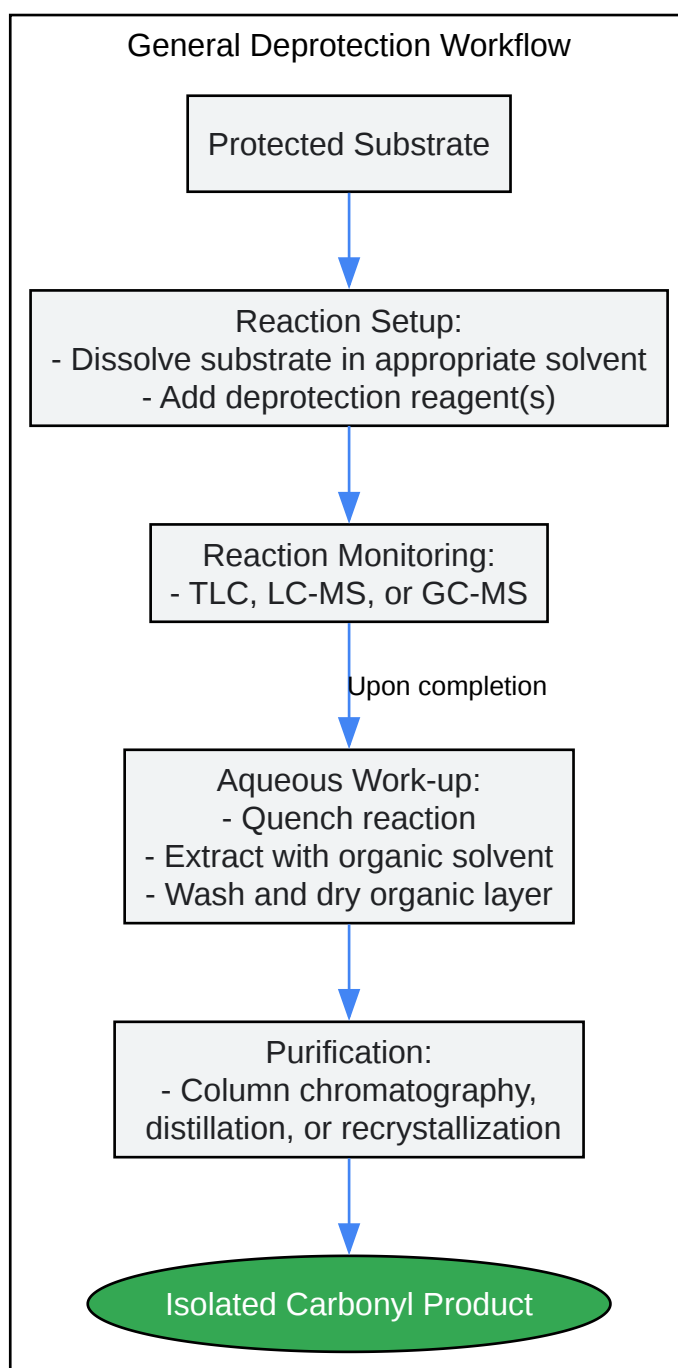 General Deprotection Workflow
Protected Substrate
Reaction Setup:
- Dissolve substrate in appropriate solvent
- Add deprotection reagent(s)
Reaction Monitoring:
- TLC, LC-MS, or GC-MS
Upon completion
Aqueous Work-up:
- Quench reaction
- Extract with organic solvent
- Wash and dry organic layer
Purification:
- Column chromatography,
distillation, or recrystallization
Isolated Carbonyl Product